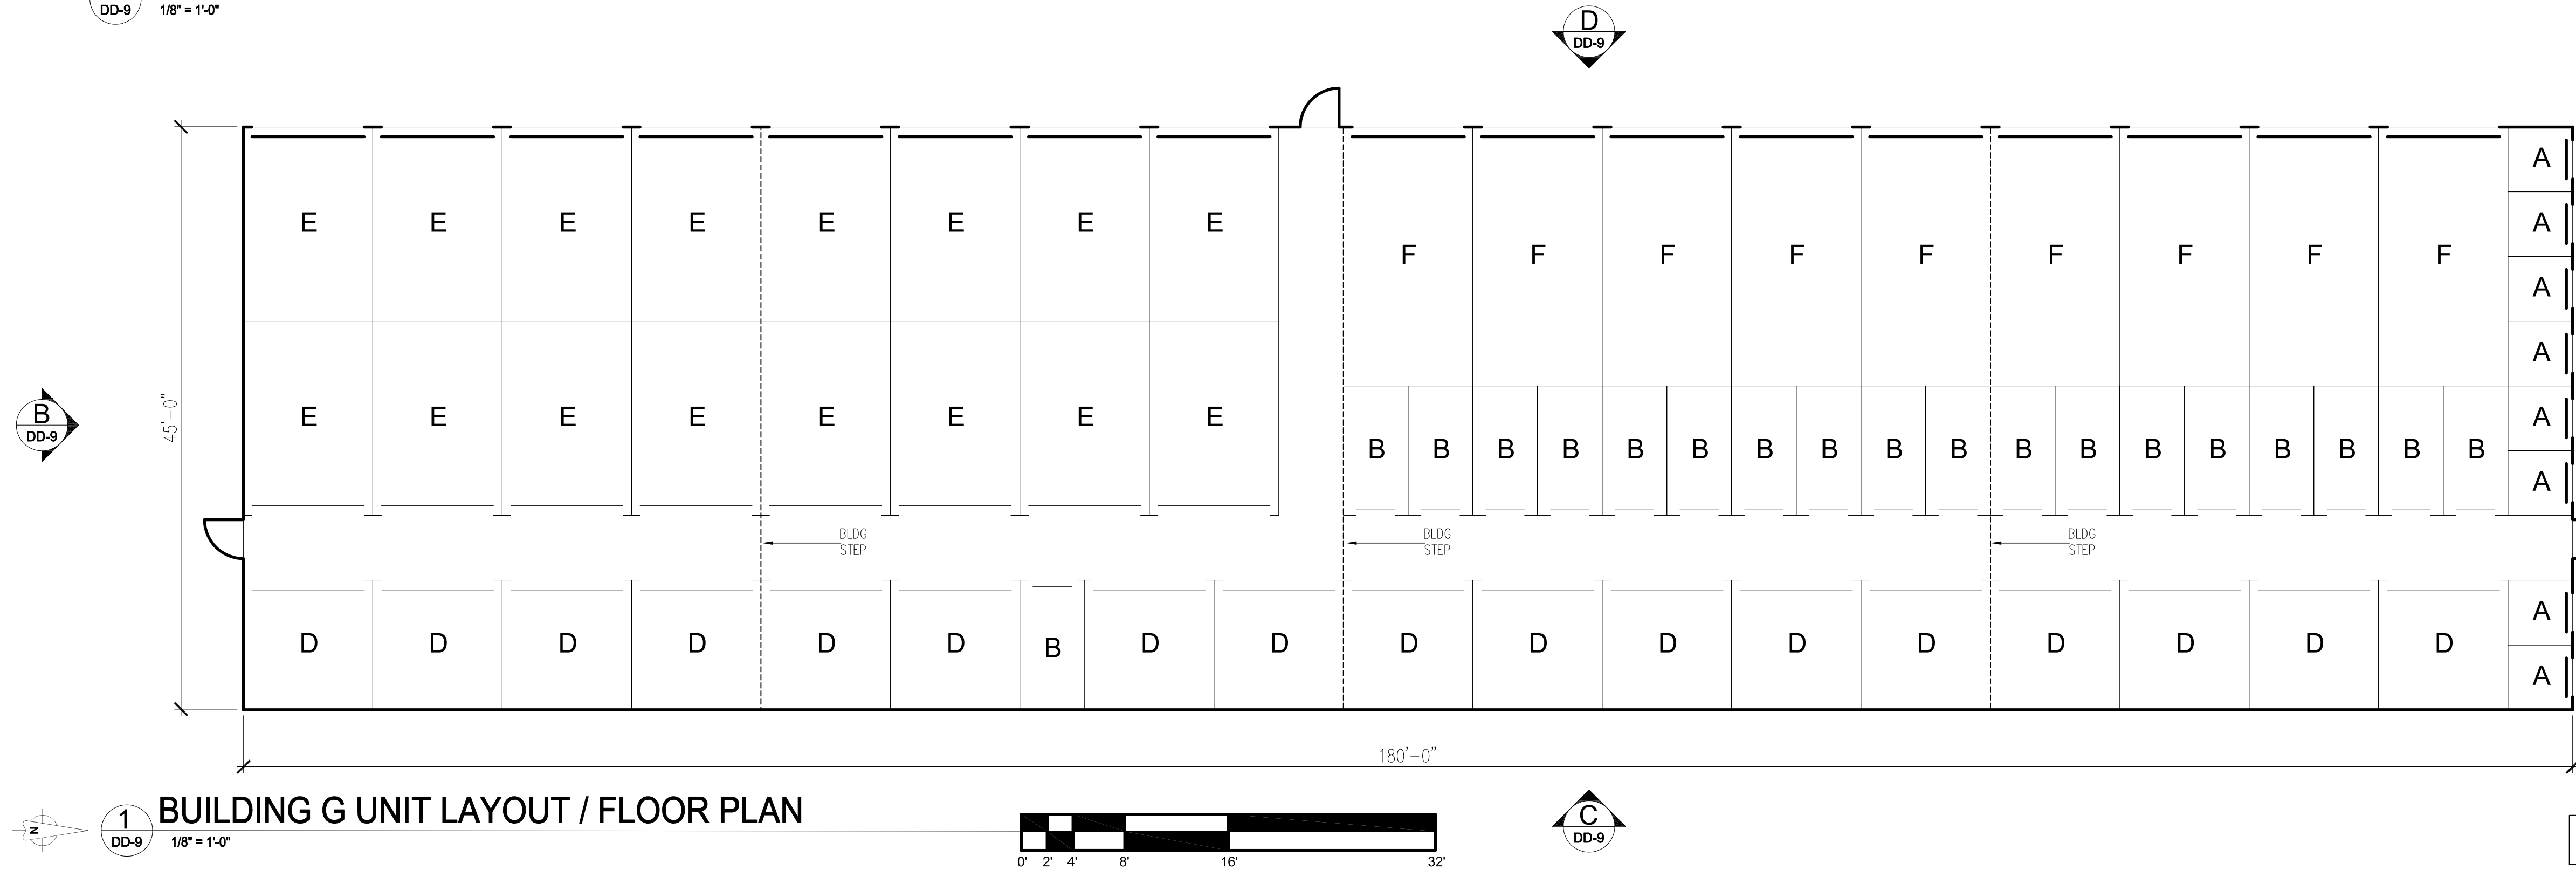 DD-9 1/8" = 1'-0"
D
DD-9
A
E E E E E E E E A
F F F F F F F F F
A
A
45'-0"
B
DD-9
E E E E E E E E A
B B B B B B B B B B B B B B B B B B
A
BLDG STEP
BLDG STEP
BLDG STEP
A
D D D D D D B D D D D D D D D D D D
A
180'-0"
N
1
DD-9
BUILDING G UNIT LAYOUT / FLOOR PLAN
1/8" = 1'-0"
0' 2' 4' 8' 16' 32'
C
DD-9